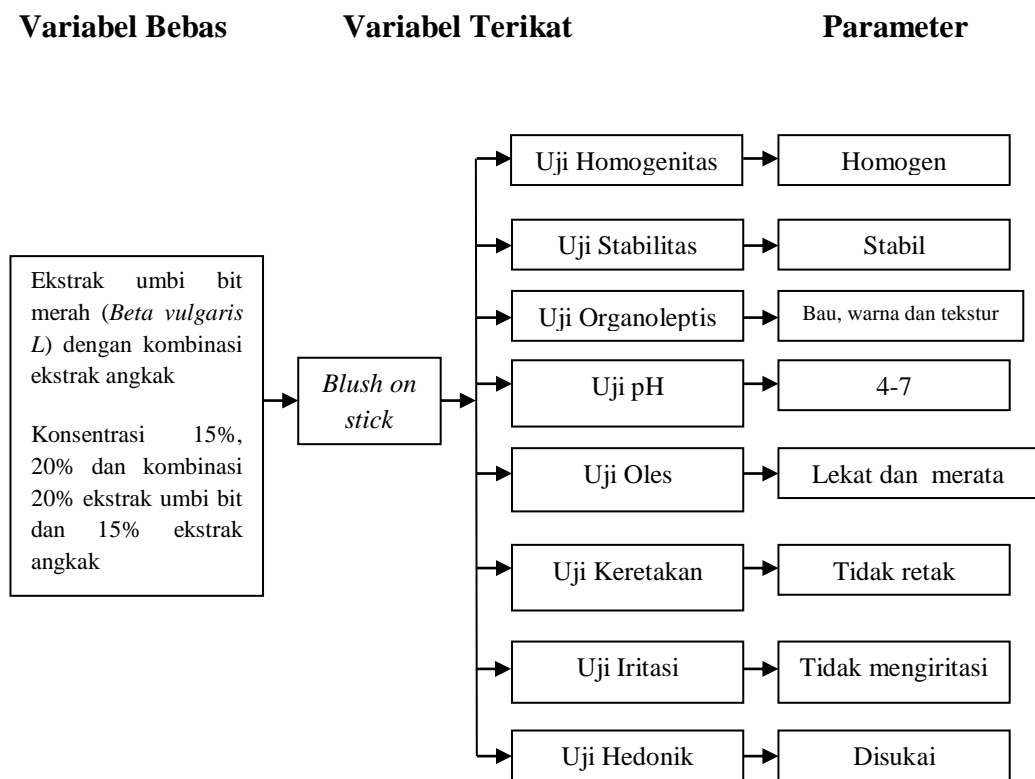 Variabel Bebas Variabel Terikat Parameter
Uji Homogenitas Homogen
Uji Stabilitas Stabil
Ekstrak umbi bit
merah (Beta vulgaris
L) dengan kombinasi
ekstrak angkak
Konsentrasi 15%,
20% dan kombinasi
20% ekstrak umbi bit
dan 15% ekstrak
angkak
Blush on
stick
Uji Organoleptis Bau, warna dan tekstur
Uji pH 4-7
Uji Oles Lekat dan merata
Uji Keretakan Tidak retak
Uji Iritasi Tidak mengiritasi
Uji Hedonik Disukai